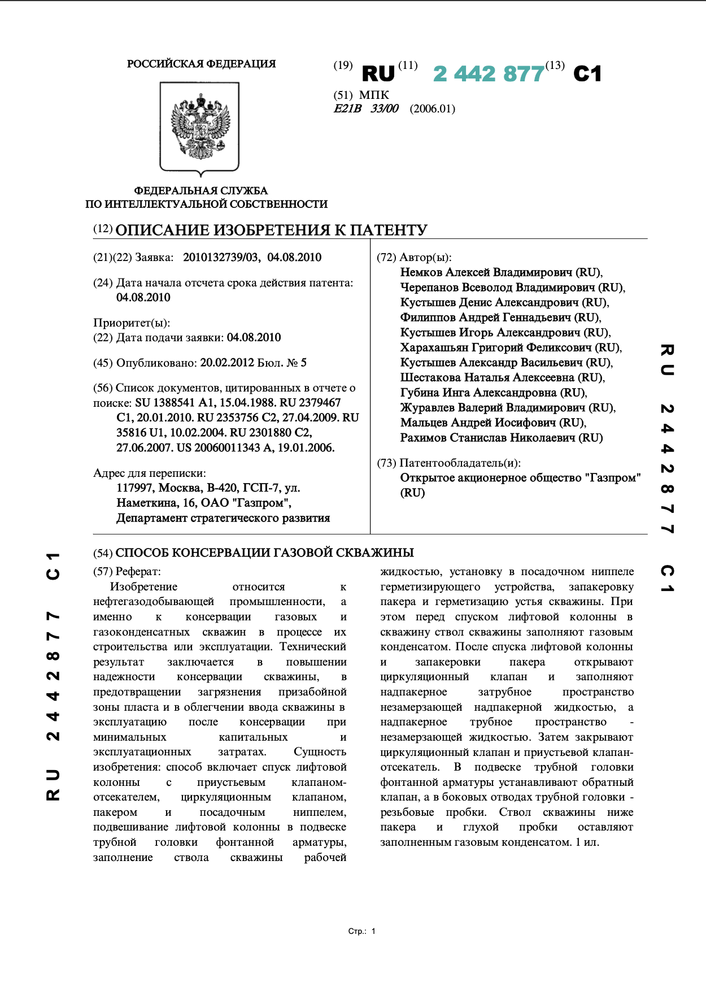 РОССИЙСКАЯ ФЕДЕРАЦИЯ
ФЕДЕРАЛЬНАЯ СЛУЖБА
ПО ИНТЕЛЛЕКТУАЛЬНОЙ СОБСТВЕННОСТИ
(19) RU (11) 2 442 877 (13) C1
(51) МПК
E21B 33/00 (2006.01)
(12) ОПИСАНИЕ ИЗОБРЕТЕНИЯ К ПАТЕНТУ
(21)(22) Заявка: 2010132739/03, 04.08.2010
(24) Дата начала отсчета срока действия патента:
04.08.2010
Приоритет(ы):
(22) Дата подачи заявки: 04.08.2010
(45) Опубликовано: 20.02.2012 Бюл. № 5
(56) Список документов, цитированных в отчете о
поиске: SU 1388541 A1, 15.04.1988. RU 2379467
C1, 20.01.2010. RU 2353756 C2, 27.04.2009. RU
35816 U1, 10.02.2004. RU 2301880 C2,
27.06.2007. US 20060011343 A, 19.01.2006.
Адрес для переписки:
117997, Москва, В-420, ГСП-7, ул.
Наметкина, 16, ОАО "Газпром",
Департамент стратегического развития
(72) Автор(ы):
Немков Алексей Владимирович (RU),
Черепанов Всеволод Владимирович (RU),
Кустышев Денис Александрович (RU),
Филиппов Андрей Геннадьевич (RU),
Кустышев Игорь Александрович (RU),
Харахашьян Григорий Феликсович (RU),
Кустышев Александр Васильевич (RU),
Шестакова Наталья Алексеевна (RU),
Губина Инга Александровна (RU),
Журавлев Валерий Владимирович (RU),
Мальцев Андрей Иосифович (RU),
Рахимов Станислав Николаевич (RU)
(73) Патентообладатель(и):
Открытое акционерное общество "Газпром"
(RU)
(54) СПОСОБ КОНСЕРВАЦИИ ГАЗОВОЙ СКВАЖИНЫ
(57) Реферат:
Изобретение относится к
нефтегазодобывающей промышленности, а
именно к консервации газовых и
газоконденсатных скважин в процессе их
строительства или эксплуатации. Технический
результат заключается в повышении
надежности консервации скважины, в
предотвращении загрязнения призабойной
зоны пласта и в облегчении ввода скважины в
эксплуатацию после консервации при
минимальных капитальных и
эксплуатационных затратах. Сущность
изобретения: способ включает спуск лифтовой
колонны с приустьевым клапаном-
отсекателем, циркуляционным клапаном,
пакером и посадочным ниппелем,
подвешивание лифтовой колонны в подвеске
трубной головки фонтанной арматуры,
заполнение ствола скважины рабочей
жидкостью, установку в посадочном ниппеле
герметизирующего устройства, запакеровку
пакера и герметизацию устья скважины. При
этом перед спуском лифтовой колонны в
скважину ствол скважины заполняют газовым
конденсатом. После спуска лифтовой колонны
и запакеровки пакера открывают
циркуляционный клапан и заполняют
надпакерное затрубное пространство
незамерзающей надпакерной жидкостью, а
надпакерное трубное пространство -
незамерзающей жидкостью. Затем закрывают
циркуляционный клапан и приустьевой клапан-
отсекатель. В подвеске трубной головки
фонтанной арматуры устанавливают обратный
клапан, а в боковых отводах трубной головки -
резьбовые пробки. Ствол скважины ниже
пакера и глухой пробки оставляют
заполненным газовым конденсатом. 1 ил.
RU 2442877 C1
RU 2442877 C1
Стр.: 1